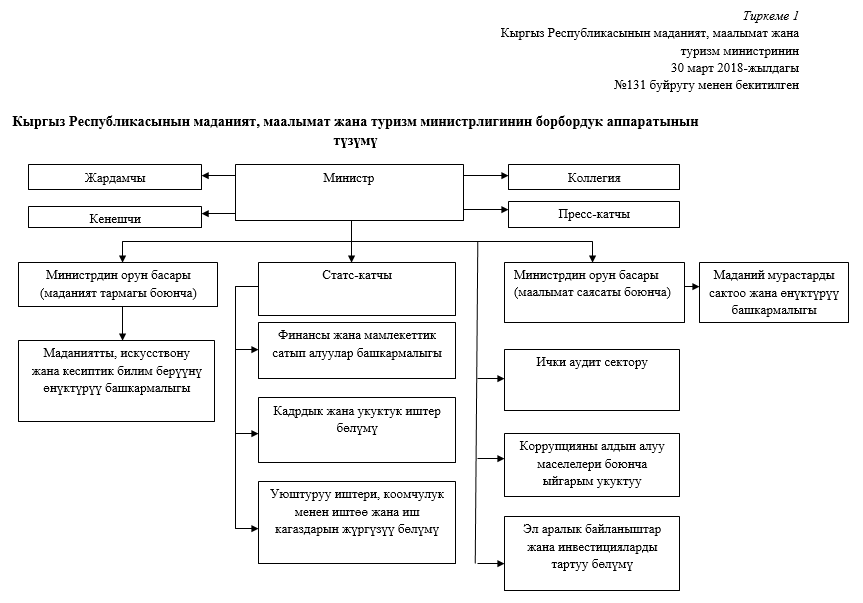 Тиркеме 1
Кыргыз Республикасынын маданият, маалымат жана
туризм министринин
30 март 2018-жылдагы
№131 буйругу менен бекитилген
Кыргыз Республикасынын маданият, маалымат жана туризм министрлигинин борбордук аппаратынын
түзүмү
Жардамчы
Министр
Коллегия
Кенешчи
Пресс-катчы
Министрдин орун басары
(маданият тармагы боюнча)
Статс-катчы
Министрдин орун басары
(маалымат саясаты боюнча)
Маданий мурастарды
сактоо жана өнүктүрүү
башкармалыгы
Маданиятты, искусствону
жана кесиптик билим берүүнү
өнүктүрүү башкармалыгы
Финансы жана мамлекеттик
сатып алуулар башкармалыгы
Ички аудит сектору
Кадрдык жана укуктук иштер
бөлүмү
Коррупцияны алдын алуу
маселелери боюнча
ыйгарым укуктуу
Уюштуруу иштери, коомчулук
менен иштөө жана иш
кагаздарын жүргүзүү бөлүмү
Эл аралык байланыштар
жана инвестицияларды
тартуу бөлүмү